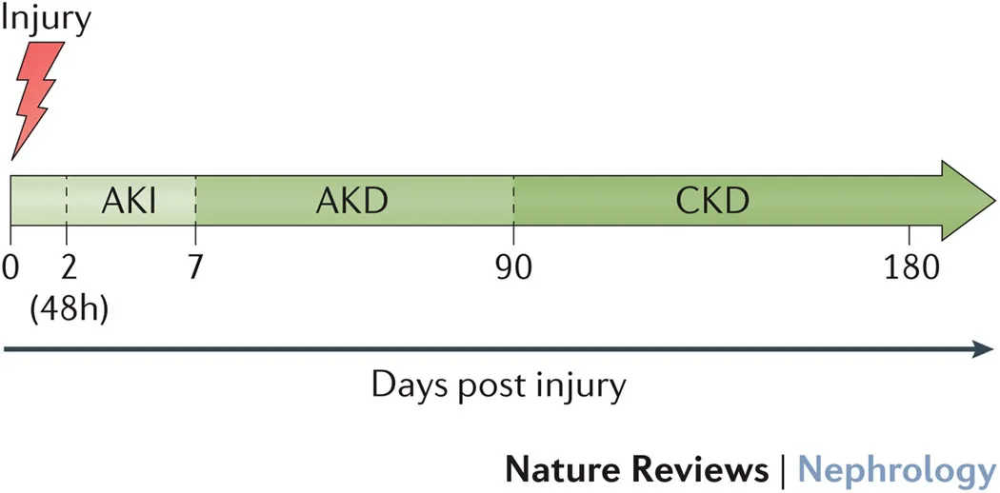 Injury
AKI AKD CKD
0 2 7 90 180
(48h)
Days post injury
Nature Reviews | Nephrology